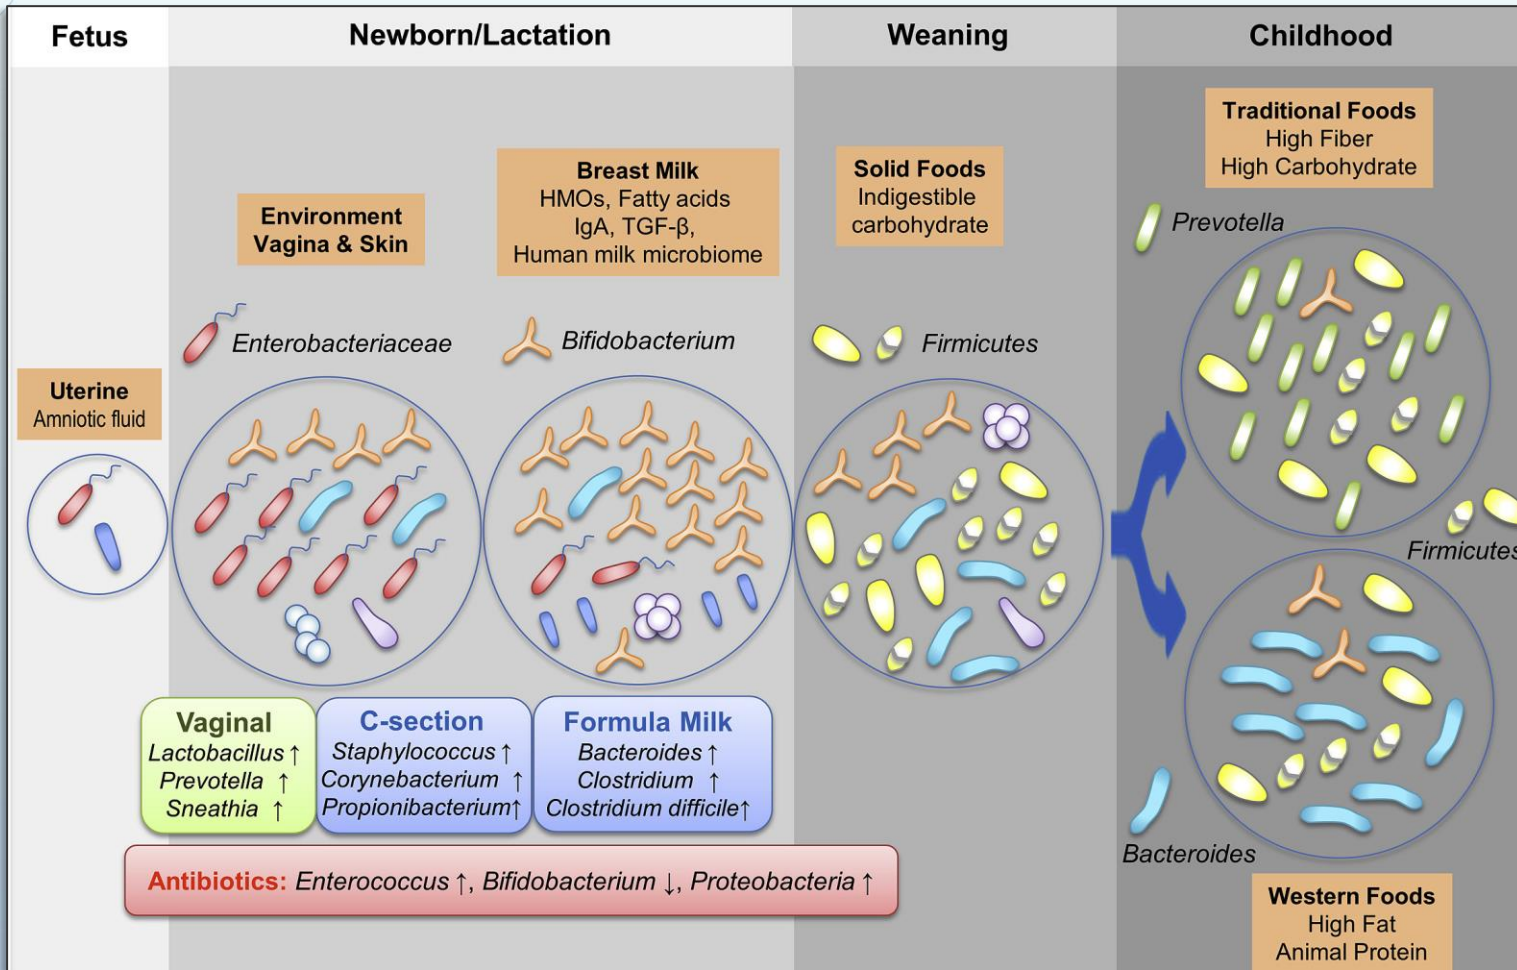 Fetus
Newborn/Lactation
Weaning
Childhood
Uterine
Amniotic fluid
Environment
Vagina & Skin
Enterobacteriaceae
Breast Milk
HMOs, Fatty acids
IgA, TGF-β,
Human milk microbiome
Bifidobacterium
Solid Foods
Indigestible
carbohydrate
Firmicutes
Traditional Foods
High Fiber
High Carbohydrate
Prevotella
Firmicutes
Bacteroides
Western Foods
High Fat
Animal Protein
Vaginal
Lactobacillus ↑
Prevotella ↑
Sneathia ↑
C-section
Staphylococcus ↑
Corynebacterium ↑
Propionibacterium↑
Formula Milk
Bacteroides ↑
Clostridium ↑
Clostridium difficile↑
Antibiotics: Enterococcus ↑, Bifidobacterium ↓, Proteobacteria ↑